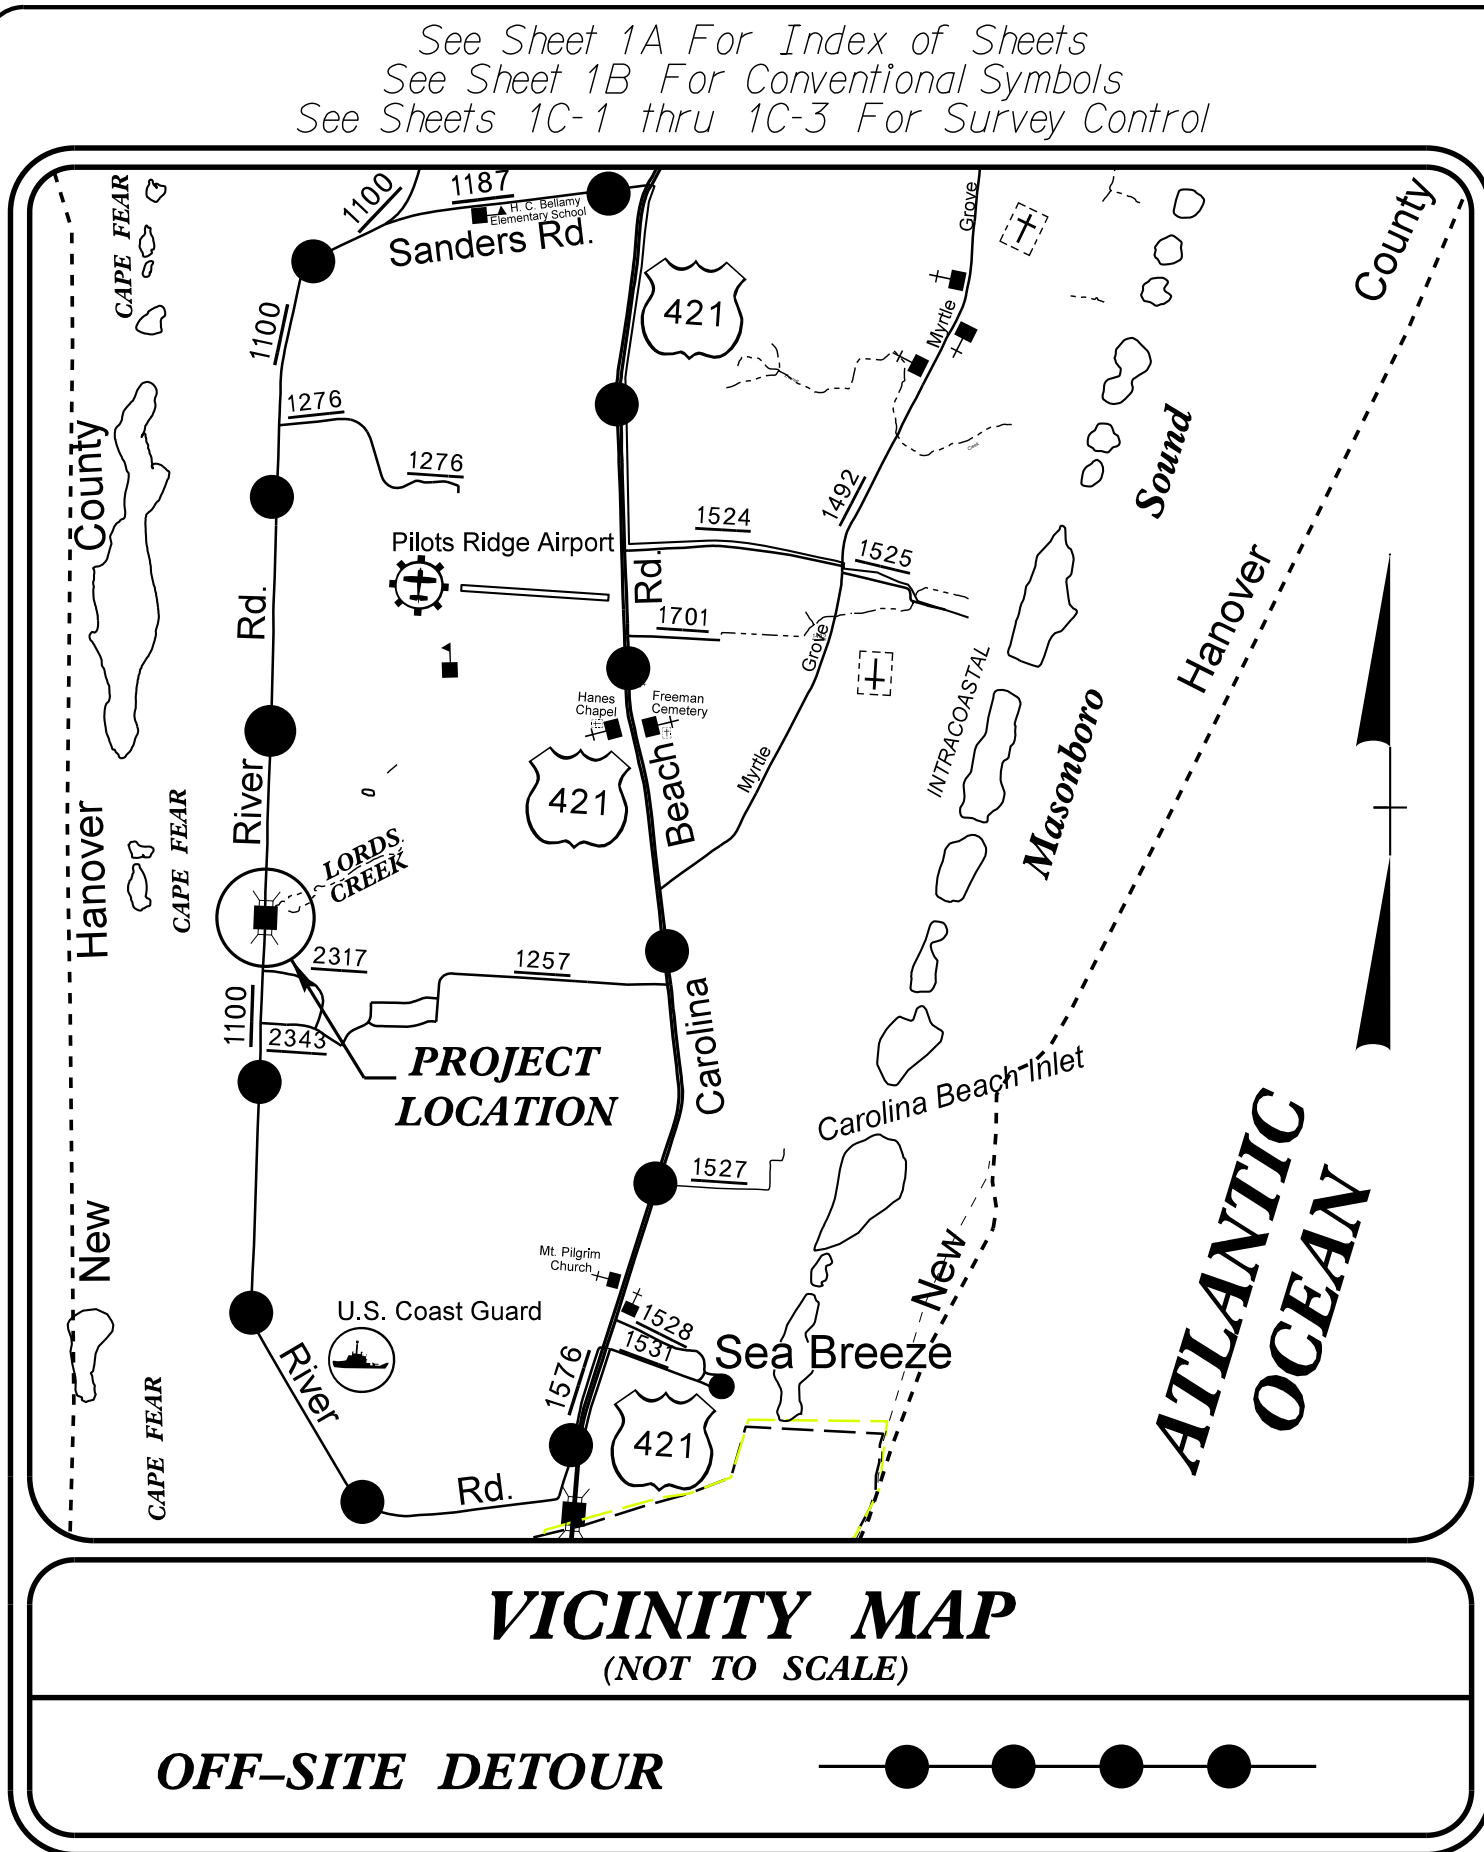 See Sheet 1A For Index of Sheets
See Sheet 1B For Conventional Symbols
See Sheets 1C-1 thru 1C-3 For Survey Control
CAPE FEAR
1100
1187
H. C. Bellamy
Elementary School
Sanders Rd.
Grove
County
421
1100
Myrtle
1276
1276
County
Sound
1492
1524
1525
Pilots Ridge Airport
Rd.
Rd.
Hanover
1701
Grove
INTRACOASTAL
Hanes
Chapel
Freeman
Cemetery
Masonboro
421
Beach
Myrtle
River
Hanover
CAPE FEAR
LORDS
CREEK
2317
1257
1100
2343
Carolina
PROJECT
LOCATION
Carolina Beach Inlet
1527
New
Mt. Pilgrim
Church
New
ATLANTIC
OCEAN
U.S. Coast Guard
1528
1531
Sea Breeze
River
1576
421
CAPE FEAR
Rd.
VICINITY MAP
(NOT TO SCALE)
OFF-SITE DETOUR